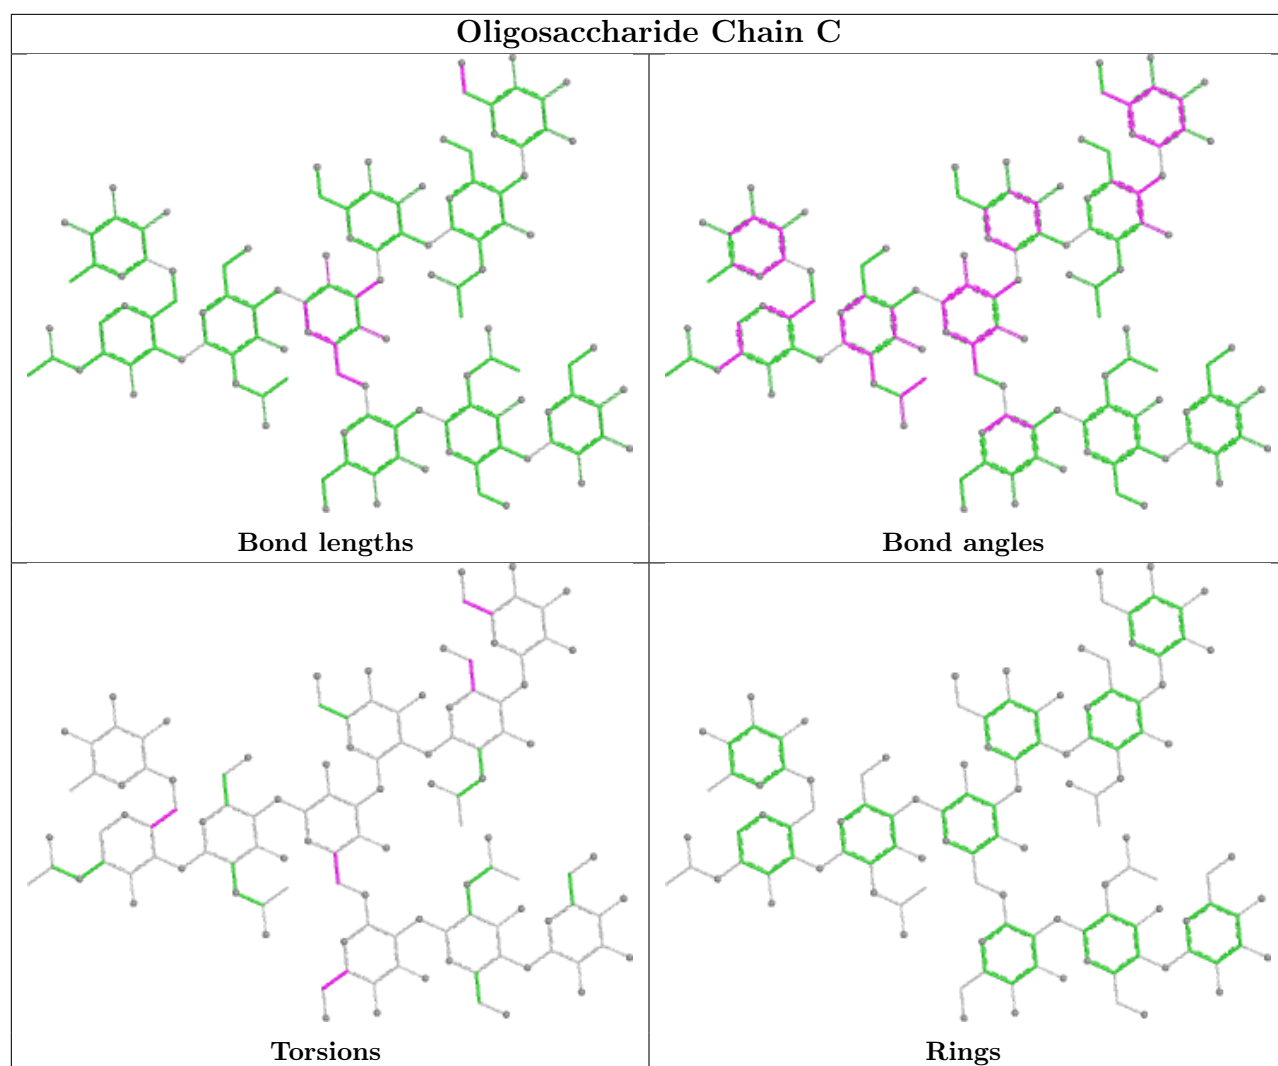 Oligosaccharide Chain C
Bond lengths
Bond angles
Torsions
Rings